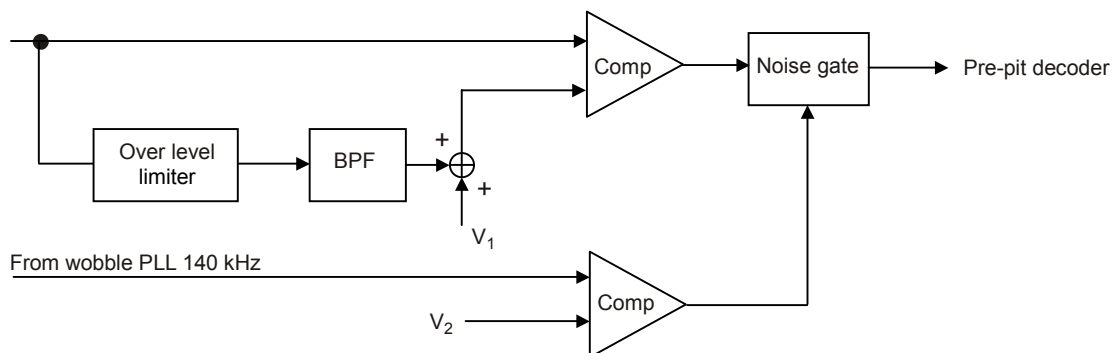 Comp
Noise gate
Pre-pit decoder
Over level
limiter
BPF
+
+
V₁
From wobble PLL 140 kHz
Comp
V₂